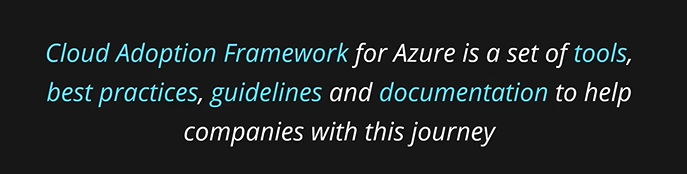 Cloud Adoption Framework for Azure is a set of tools,
best practices, guidelines and documentation to help
companies with this journey